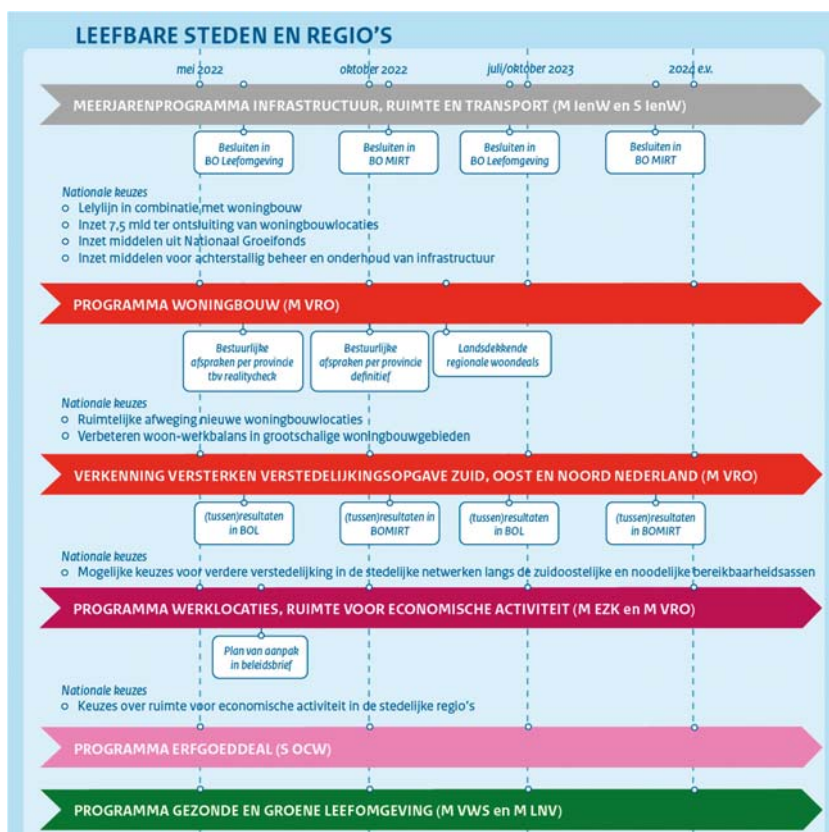 LEEFBARE STEDEN EN REGIO'S
mei 2022
oktober 2022
juli/oktober 2023
2024 e.v.
MEERJARENPROGRAMMA INFRASTRUCTUUR, RUIMTE EN TRANSPORT (M IenW en S IenW)
Besluiten in
BO Leefomgeving
Besluiten in
BO MIRT
Besluiten in
BO Leefomgeving
Besluiten in
BO MIRT
Nationale keuzes
Lelylijn in combinatie met woningbouw
Inzet 7,5 mld ter ontsluiting van woningbouwlocaties
Inzet middelen uit Nationaal Groeifonds
Inzet middelen voor achterstallig beheer en onderhoud van infrastructuur
PROGRAMMA WONINGBOUW (M VRO)
Bestuurlijke
afspraken per provincie
tbv realitycheck
Bestuurlijke
afspraken per provincie
definitief
Landsdekkende
regionale woondeals
Nationale keuzes
Ruimtelijke afweging nieuwe woningbouwlocaties
Verbeteren woon-werkbalans in grootschalige woningbouwgebieden
VERKENNING VERSTERKEN VERSTEDELIJKINGSOPGAVE ZUID, OOST EN NOORD NEDERLAND (M VRO)
(tussen)resultaten
in BOL
(tussen)resultaten in
BOMIRT
(tussen)resultaten
in BOL
(tussen)resultaten in
BOMIRT
Nationale keuzes
Mogelijke keuzes voor verdere verstedelijking in de stedelijke netwerken langs de zuidoostelijke en noodelijke bereikbaarheidsassen
PROGRAMMA WERKLOCATIES, RUIMTE VOOR ECONOMISCHE ACTIVITEIT (M EZK en M VRO)
Plan van aanpak
in beleidsbrief
Nationale keuzes
Keuzes over ruimte voor economische activiteit in de stedelijke regio's
PROGRAMMA ERFGOEDDEAL (S OCW)
PROGRAMMA GEZONDE EN GROENE LEEFOMGEVING (M VWS en M LNV)